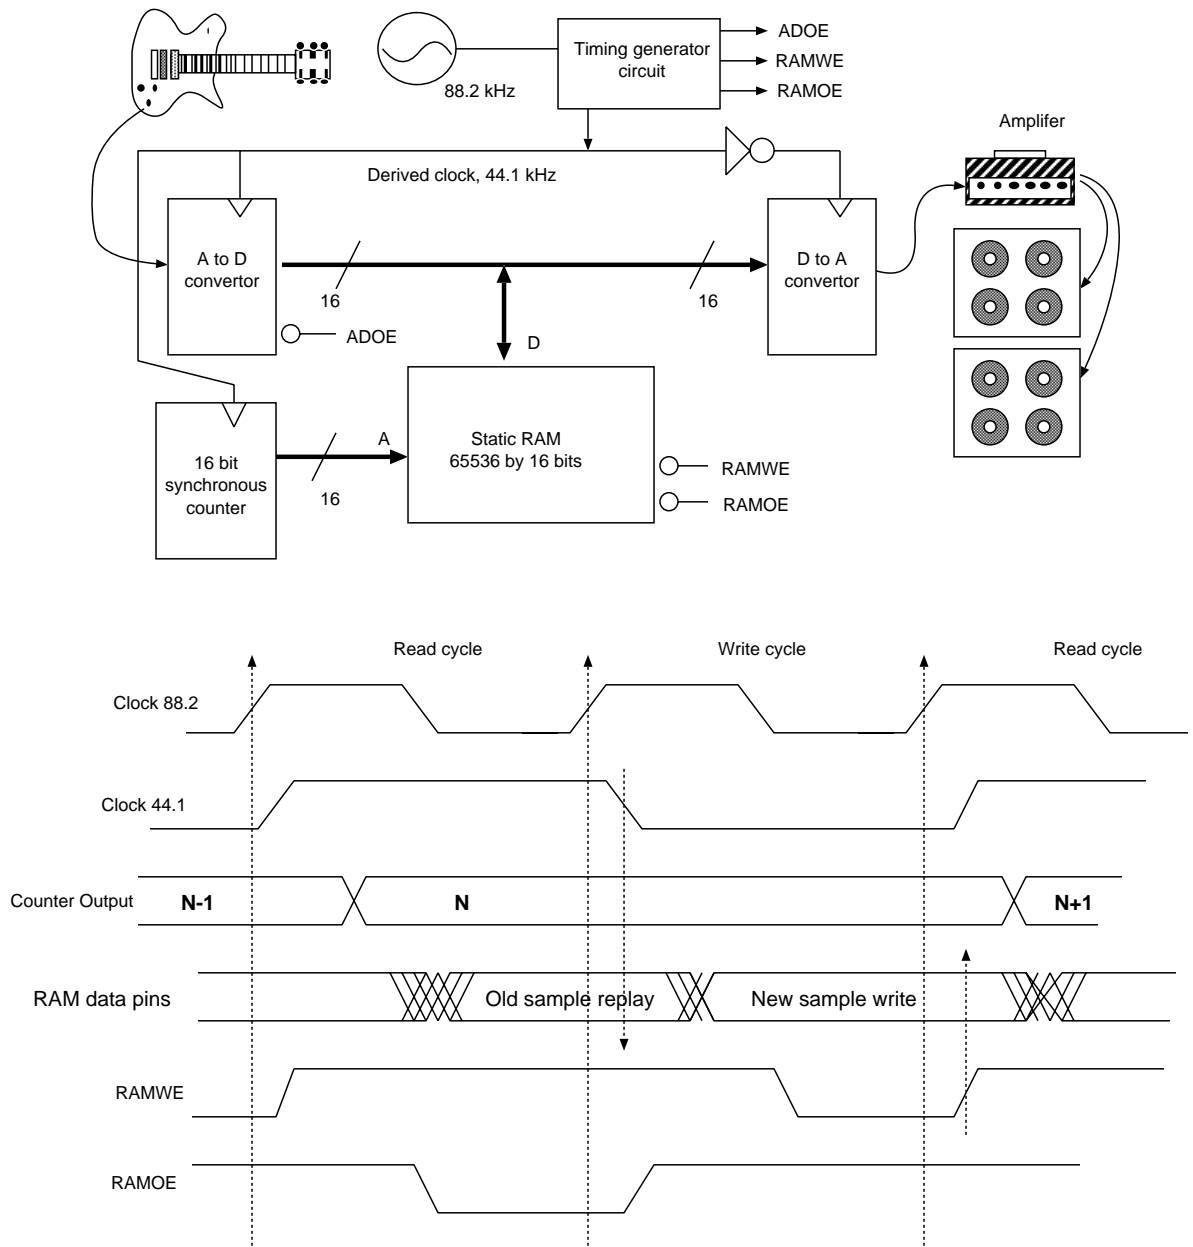 ADOE
Timing generator
circuit
RAMWE
88.2 kHz
RAMOE
Amplifer
Derived clock, 44.1 kHz
A to D
convertor
16
16
D to A
convertor
ADOE
D
A
Static RAM
65536 by 16 bits
16 bit
synchronous
counter
16
RAMWE
RAMOE
Read cycle
Write cycle
Read cycle
Clock 88.2
Clock 44.1
Counter Output
N-1
N
N+1
RAM data pins
Old sample replay
New sample write
RAMWE
RAMOE